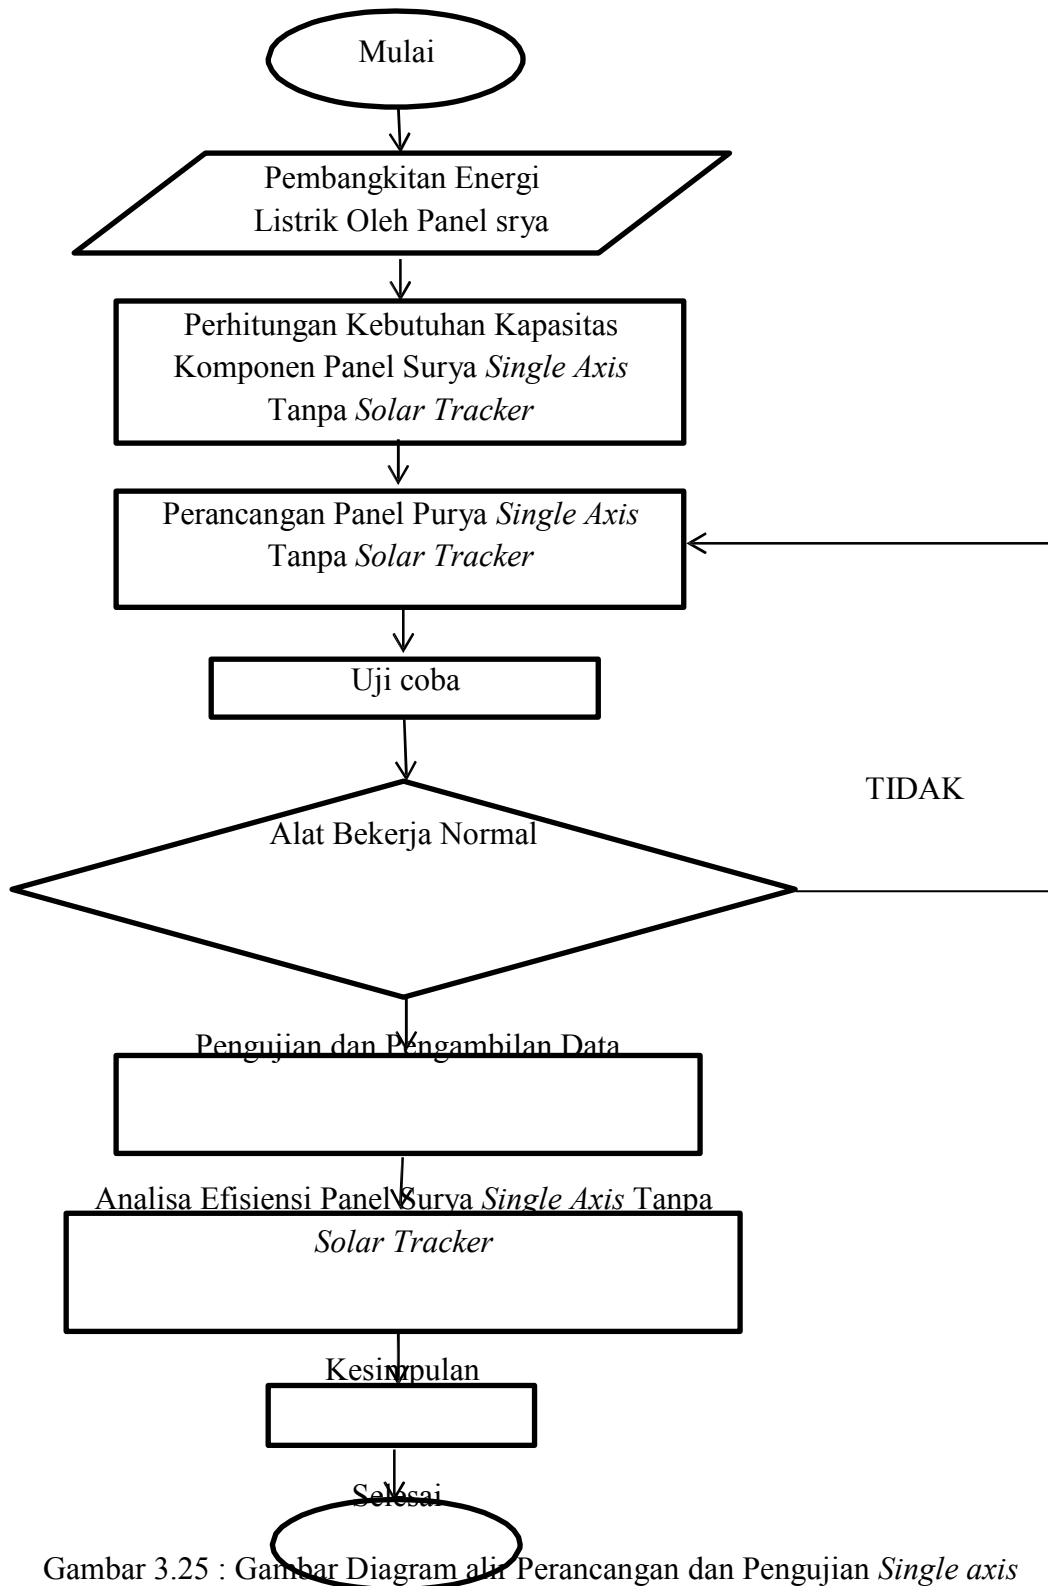 Mulai
Pembangkitan Energi
Listrik Oleh Panel srya
Perhitungan Kebutuhan Kapasitas
Komponen Panel Surya Single Axis
Tanpa Solar Tracker
Perancangan Panel Purya Single Axis
Tanpa Solar Tracker
Uji coba
TIDAK
Alat Bekerja Normal
Pengujian dan Pengambilan Data
Analisa Efisiensi Panel Surya Single Axis Tanpa
Solar Tracker
Kesimpulan
Selesai
Gambar 3.25 : Gambar Diagram alir Perancangan dan Pengujian Single axis